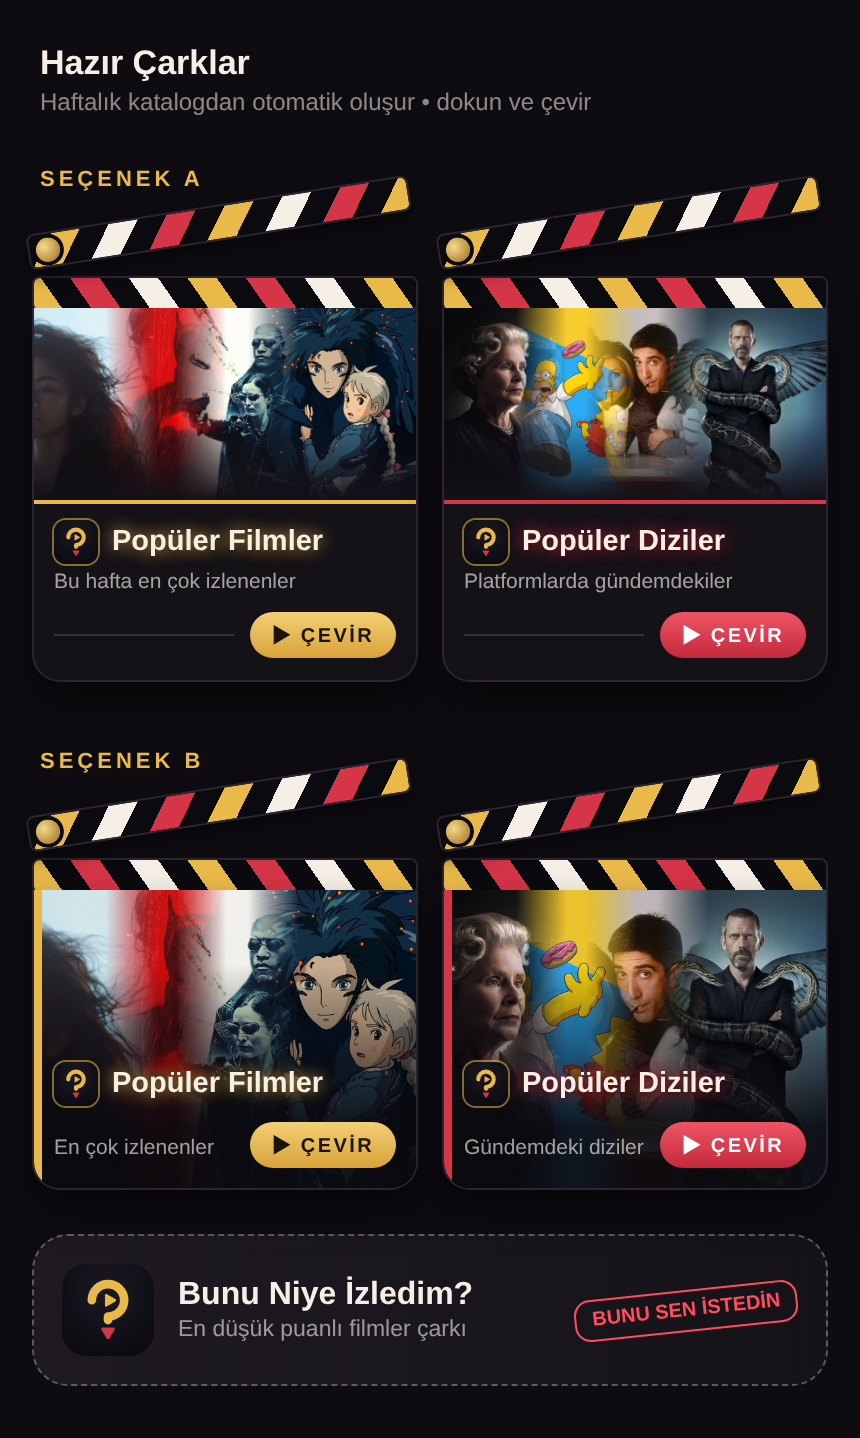 Hazır Çarklar
Haftalık katalogdan otomatik oluşur • dokun ve çevir
SEÇENEK A
Popüler Filmler
Bu hafta en çok izlenenler
ÇEVİR
Popüler Diziler
Platformlarda gündemdekiler
ÇEVİR
SEÇENEK B
Popüler Filmler
En çok izlenenler
ÇEVİR
Popüler Diziler
Gündemdeki diziler
ÇEVİR
Bunu Niye İzledim?
En düşük puanlı filmler çarkı
BUNU SEN İSTEDİN